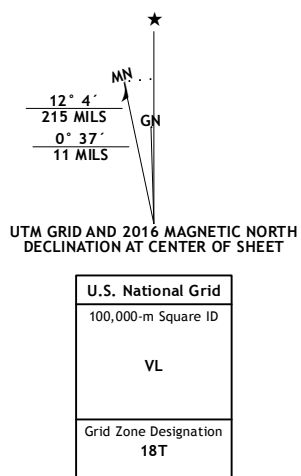 ★
MN
GN
12° 4´
215 MILS
0° 37´
11 MILS
UTM GRID AND 2016 MAGNETIC NORTH
DECLINATION AT CENTER OF SHEET
U.S. National Grid
100,000-m Square ID
VL
Grid Zone Designation
18T